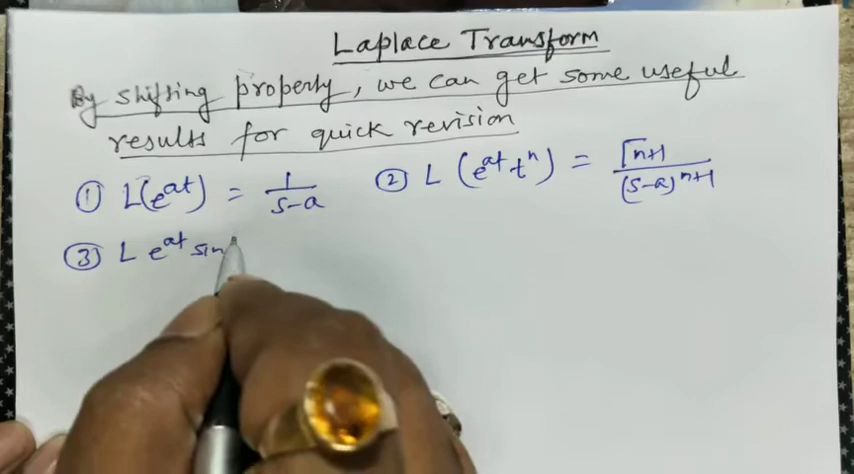 Laplace Transform
By shifting property, we can get some useful
results for quick revision
① L(e^at) = 1/(s-a) ② L (e^at t^n) = Γn+1/(s-a)^n+1
③ L e^at sin